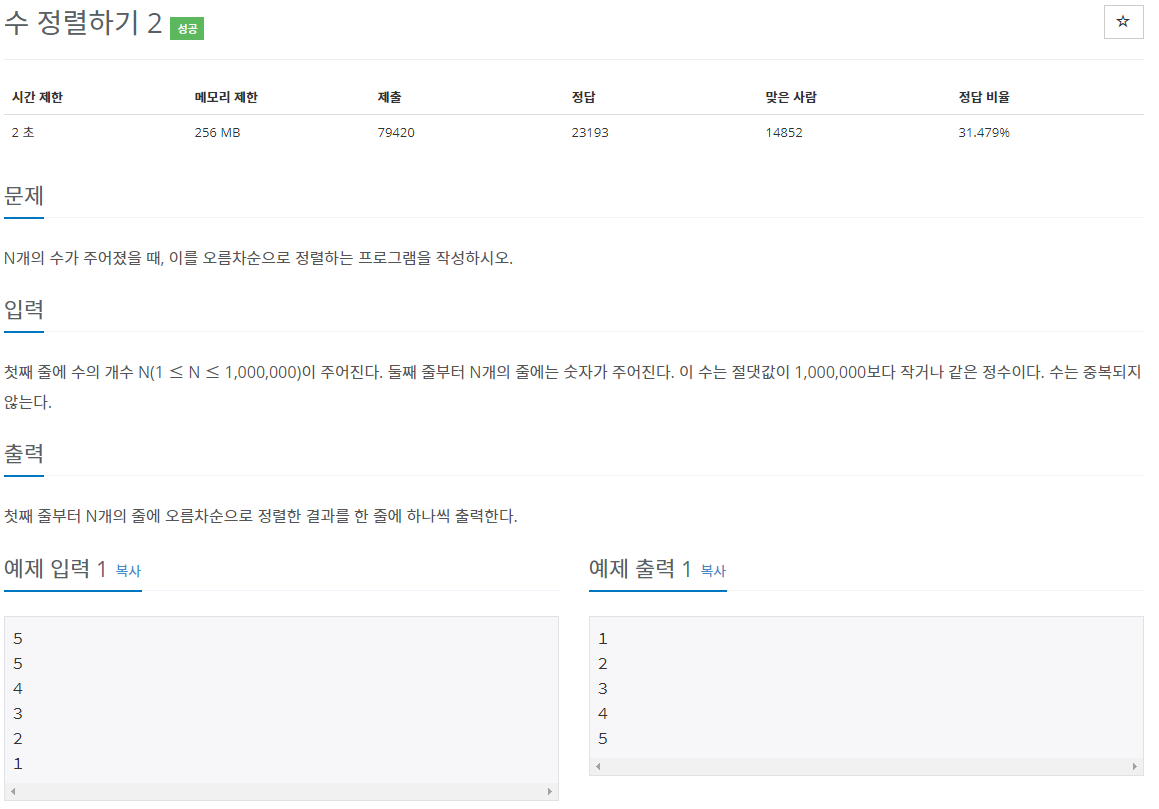 수 정렬하기 2 성공
☆
시간 제한 메모리 제한 제출 정답 맞은 사람 정답 비율
2 초 256 MB 79420 23193 14852 31.479%
문제
N개의 수가 주어졌을 때, 이를 오름차순으로 정렬하는 프로그램을 작성하시오.
입력
첫째 줄에 수의 개수 N(1 ≤ N ≤ 1,000,000)이 주어진다. 둘째 줄부터 N개의 줄에는 숫자가 주어진다. 이 수는 절댓값이 1,000,000보다 작거나 같은 정수이다. 수는 중복되지
않는다.
출력
첫째 줄부터 N개의 줄에 오름차순으로 정렬한 결과를 한 줄에 하나씩 출력한다.
예제 입력 1 복사
5
5
4
3
2
1
예제 출력 1 복사
1
2
3
4
5